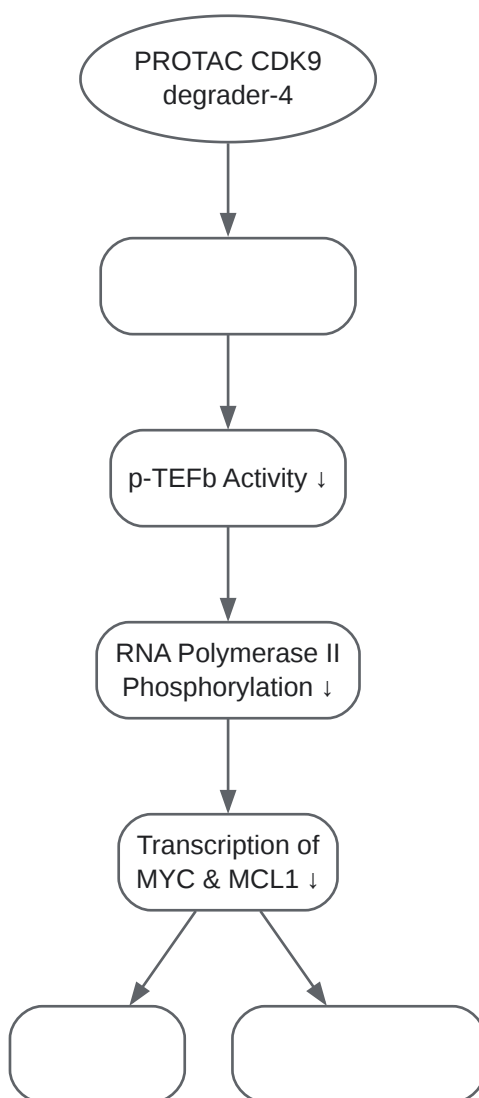 PROTAC CDK9
degrader-4
p-TEFb Activity ↓
RNA Polymerase II
Phosphorylation ↓
Transcription of
MYC & MCL1 ↓